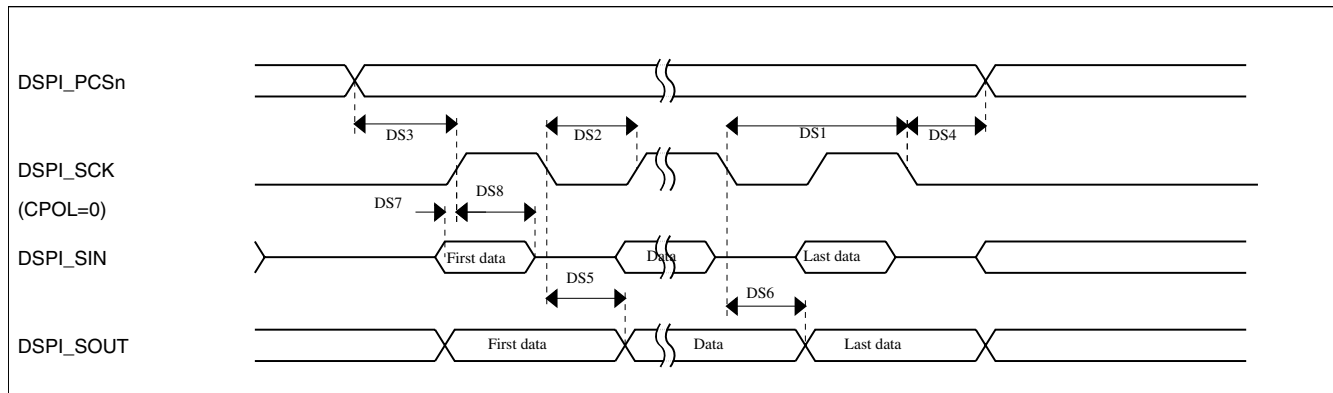 DSPI_PCSn
DS3
DS2
DS1
DS4
DSPI_SCK
(CPOL=0)
DS7
DS8
DSPI_SIN
First data
Data
Last data
DS5
DS6
DSPI_SOUT
First data
Data
Last data